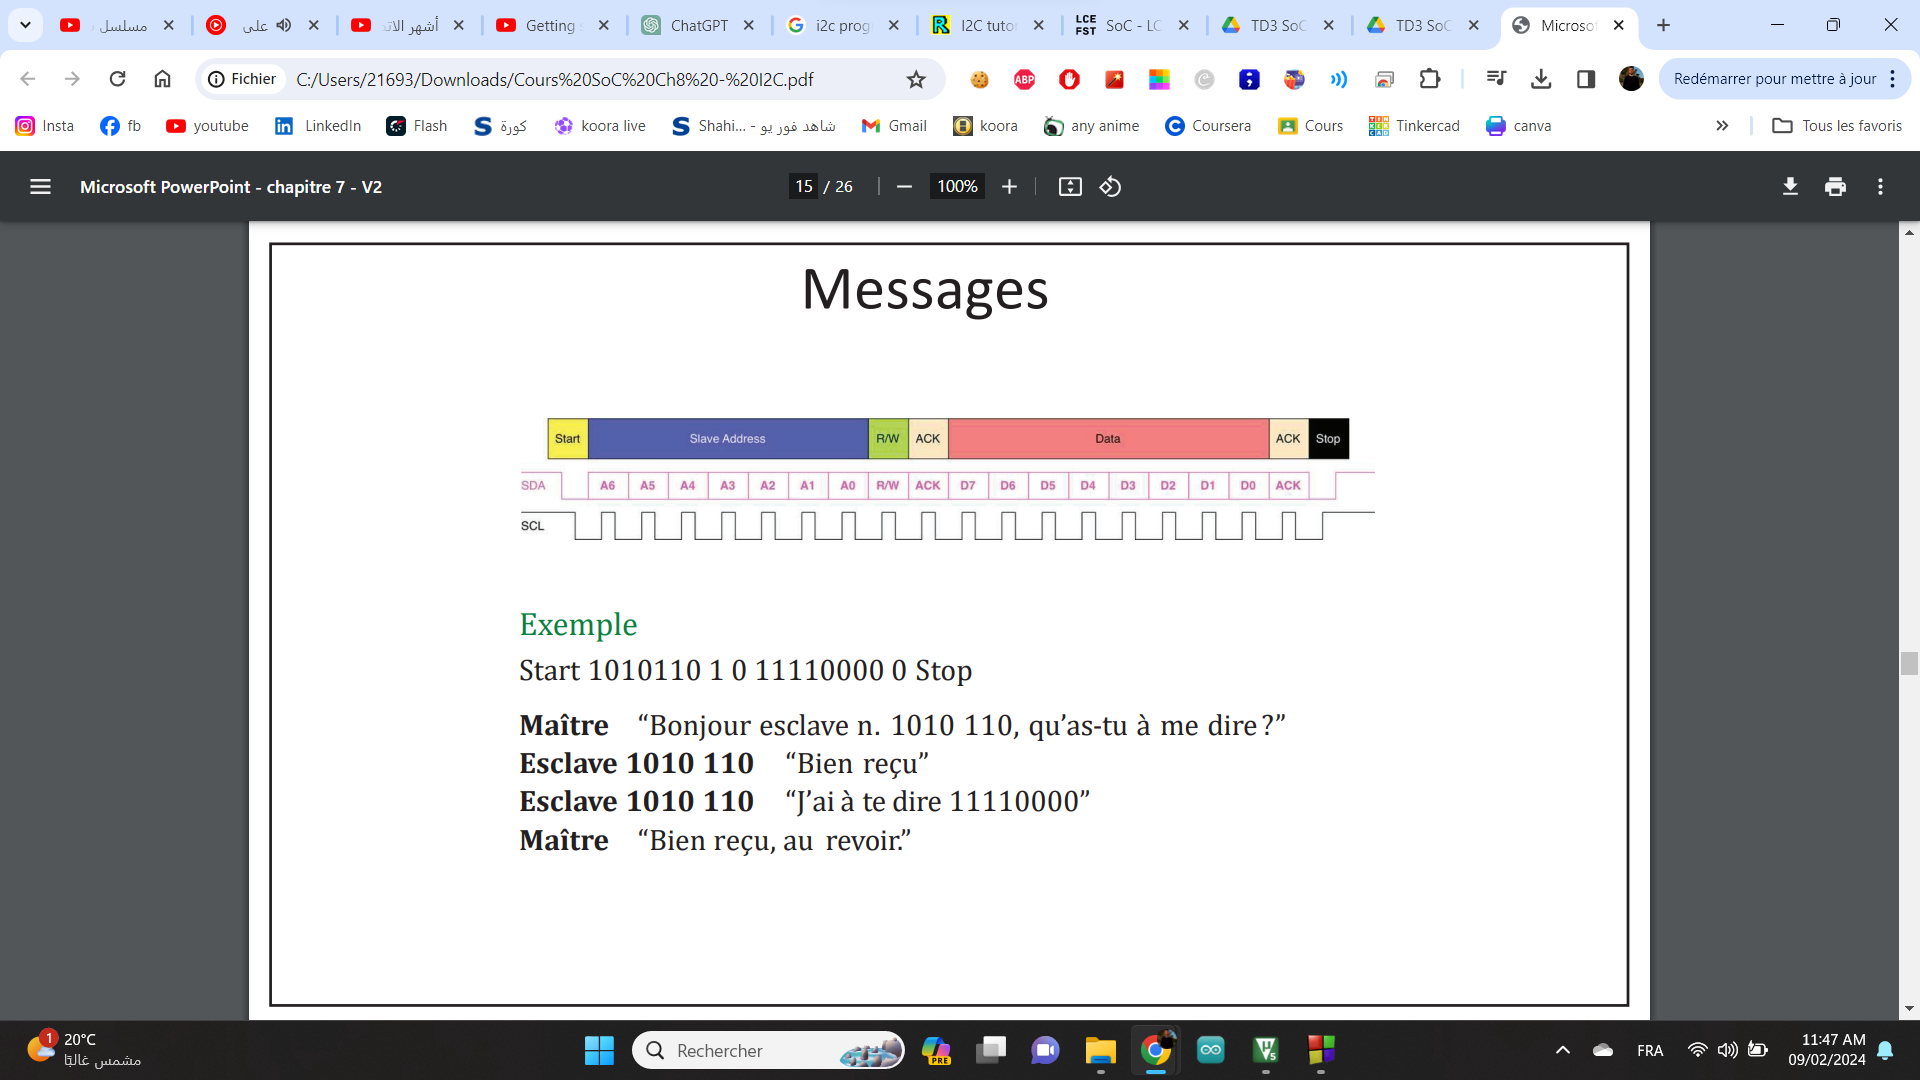 مسلسل
على
أشهر الاتد
Getting
ChatGPT
i2c prog
I2C tutor
LCE FST SoC - LC
TD3 SoC
TD3 SoC
Microso
Fichier
C:/Users/21693/Downloads/Cours%20SoC%20Ch8%20-%20I2C.pdf
ABP
Redémarrer pour mettre à jour
Insta
fb
youtube
LinkedIn
Flash
كورة
koora live
Shahi... - شاهد فور يو
Gmail
koora
any anime
Coursera
Cours
Tinkercad
canva
Tous les favoris
Microsoft PowerPoint - chapitre 7 - V2
15 / 26
100%
Messages
Start Slave Address R/W ACK Data ACK Stop
SDA A6 A5 A4 A3 A2 A1 A0 R/W ACK D7 D6 D5 D4 D3 D2 D1 D0 ACK
SCL
Exemple
Start 1010110 1 0 11110000 0 Stop
Maître “Bonjour esclave n. 1010 110, qu’as-tu à me dire ?”
Esclave 1010 110 “Bien reçu”
Esclave 1010 110 “J’ai à te dire 11110000”
Maître “Bien reçu, au revoir.”
1
20°C
مشمس غالبًا
Rechercher
PRE
FRA
11:47 AM
09/02/2024